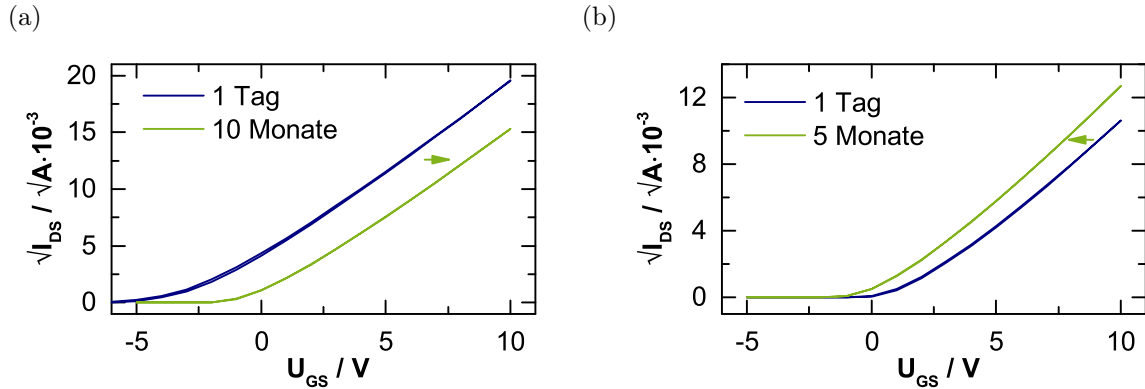 (a)
√I_DS / √A·10⁻³
20
15
10
5
0
1 Tag
10 Monate
-5
0
5
10
U_GS / V
(b)
√I_DS / √A·10⁻³
12
8
4
0
1 Tag
5 Monate
-5
0
5
10
U_GS / V